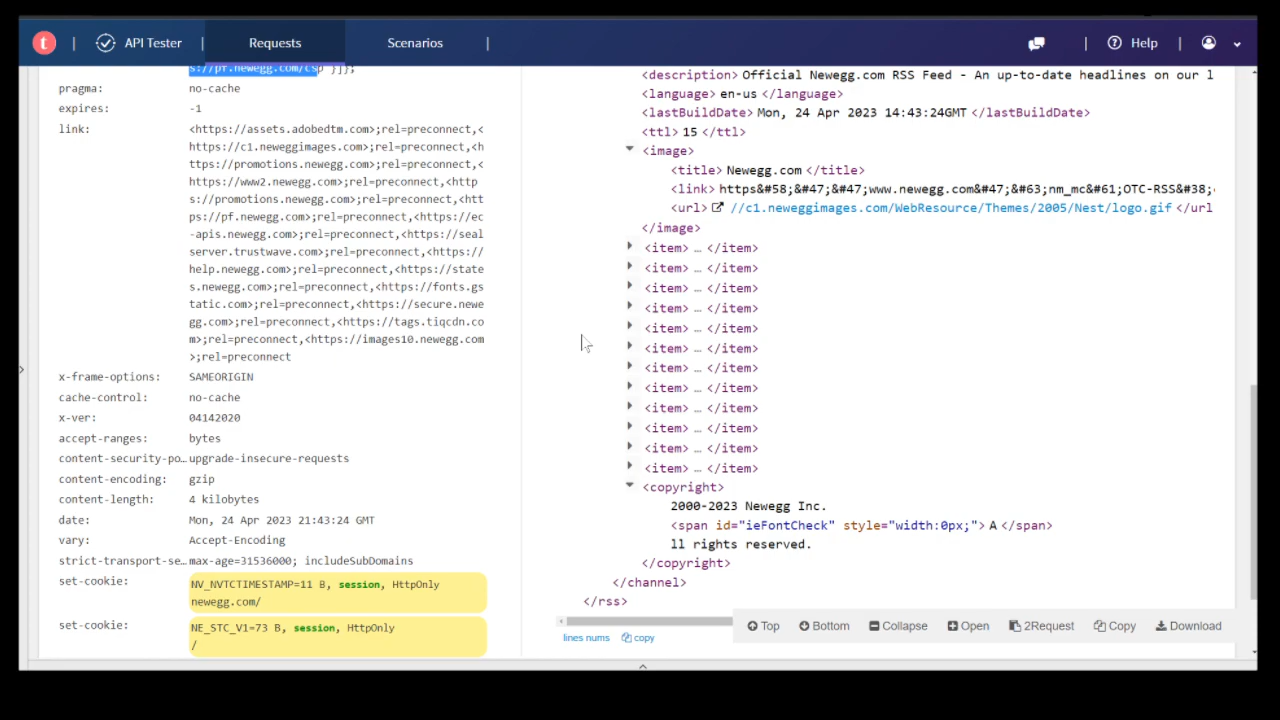 t
API Tester
Requests
Scenarios
Help
s://pf.newegg.com/cs
pragma: no-cache
expires: -1
link: <https://assets.adobedtm.com>;rel=preconnect,<
https://c1.neweggimages.com>;rel=preconnect,<h
ttps://promotions.newegg.com>;rel=preconnect,<
https://www2.newegg.com>;rel=preconnect,<http
s://promotions.newegg.com>;rel=preconnect,<htt
ps://pf.newegg.com>;rel=preconnect,<https://ec
-apis.newegg.com>;rel=preconnect,<https://seal
server.trustwave.com>;rel=preconnect,<https://
help.newegg.com>;rel=preconnect,<https://state
s.newegg.com>;rel=preconnect,<https://fonts.gs
tatic.com>;rel=preconnect,<https://secure.newe
gg.com>;rel=preconnect,<https://tags.tiqcdn.co
m>;rel=preconnect,<https://images10.newegg.com
>;rel=preconnect
x-frame-options: SAMEORIGIN
cache-control: no-cache
x-ver: 04142020
accept-ranges: bytes
content-security-po… upgrade-insecure-requests
content-encoding: gzip
content-length: 4 kilobytes
date: Mon, 24 Apr 2023 21:43:24 GMT
vary: Accept-Encoding
strict-transport-se… max-age=31536000; includeSubDomains
set-cookie: NV_NVTCTIMESTAMP=11 B, session, HttpOnly
newegg.com/
set-cookie: NE_STC_V1=73 B, session, HttpOnly
/
<description> Official Newegg.com RSS Feed - An up-to-date headlines on our l
<language> en-us </language>
<lastBuildDate> Mon, 24 Apr 2023 14:43:24GMT </lastBuildDate>
<ttl> 15 </ttl>
<image>
<title> Newegg.com </title>
<link> https&#58;&#47;&#47;www.newegg.com&#47;&#63;nm_mc&#61;OTC-RSS&#38;
<url> //c1.neweggimages.com/WebResource/Themes/2005/Nest/logo.gif </url
</image>
<item> … </item>
<item> … </item>
<item> … </item>
<item> … </item>
<item> … </item>
<item> … </item>
<item> … </item>
<item> … </item>
<item> … </item>
<item> … </item>
<item> … </item>
<item> … </item>
<copyright>
2000-2023 Newegg Inc.
<span id="ieFontCheck" style="width:0px;"> A </span>
ll rights reserved.
</copyright>
</channel>
</rss>
lines nums copy
Top Bottom Collapse Open 2Request Copy Download